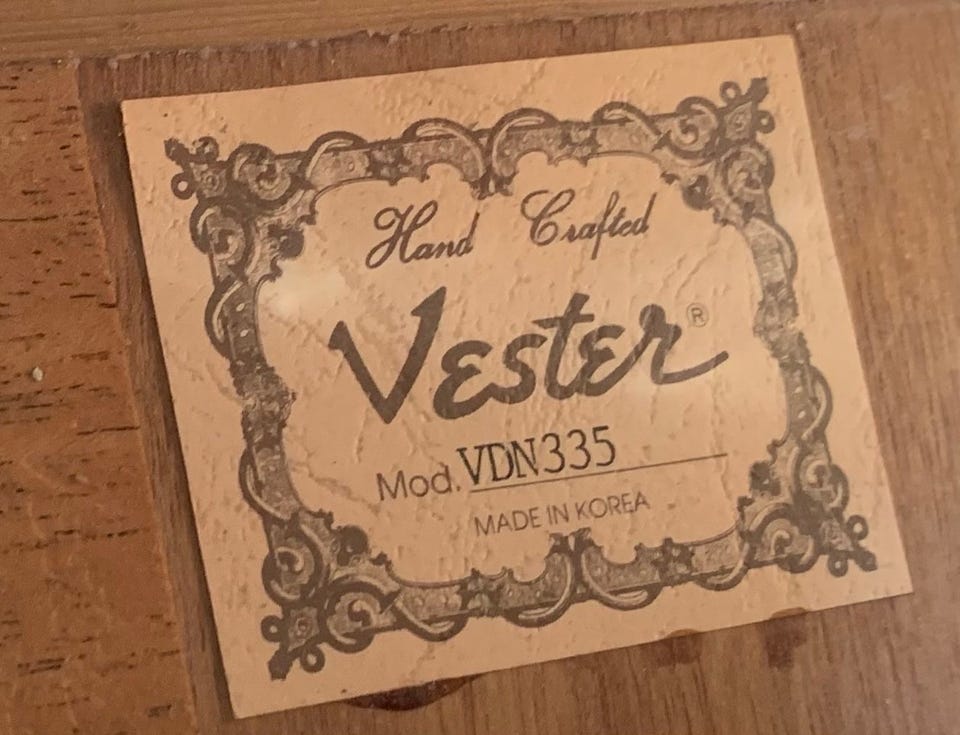 Hand Crafted
Vester®
Mod. VDN335
MADE IN KOREA